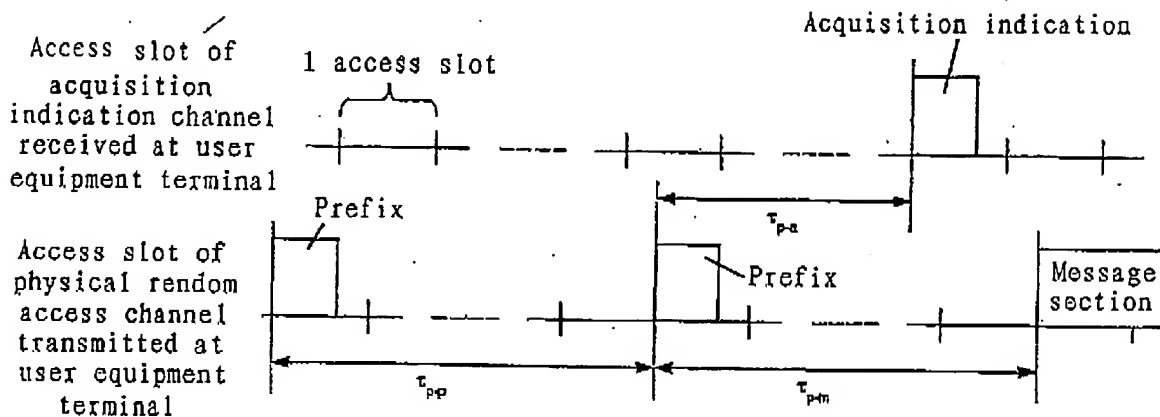 Access slot of
acquisition
indication channel
received at user
equipment terminal
1 access slot
Acquisition indication
τp-a
Prefix
Access slot of
physical rendom
access channel
transmitted at
user equipment
terminal
Prefix
Message
section
τp-p
τp-m